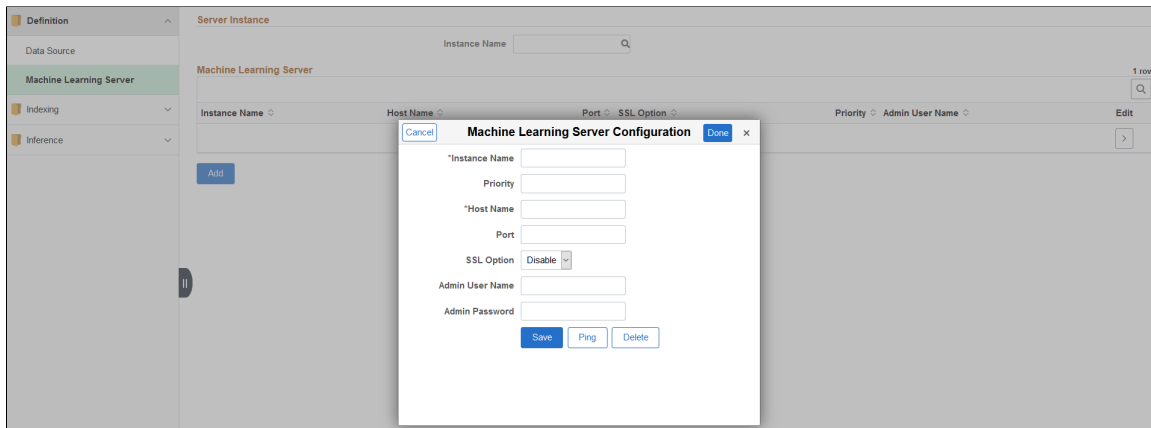 Definition
Data Source
Machine Learning Server
Indexing
Inference
Server Instance
Instance Name
Machine Learning Server
1 row
Instance Name Host Name Port SSL Option Priority Admin User Name Edit
Add
Cancel Machine Learning Server Configuration Done ×
*Instance Name
Priority
*Host Name
Port
SSL Option Disable
Admin User Name
Admin Password
Save Ping Delete